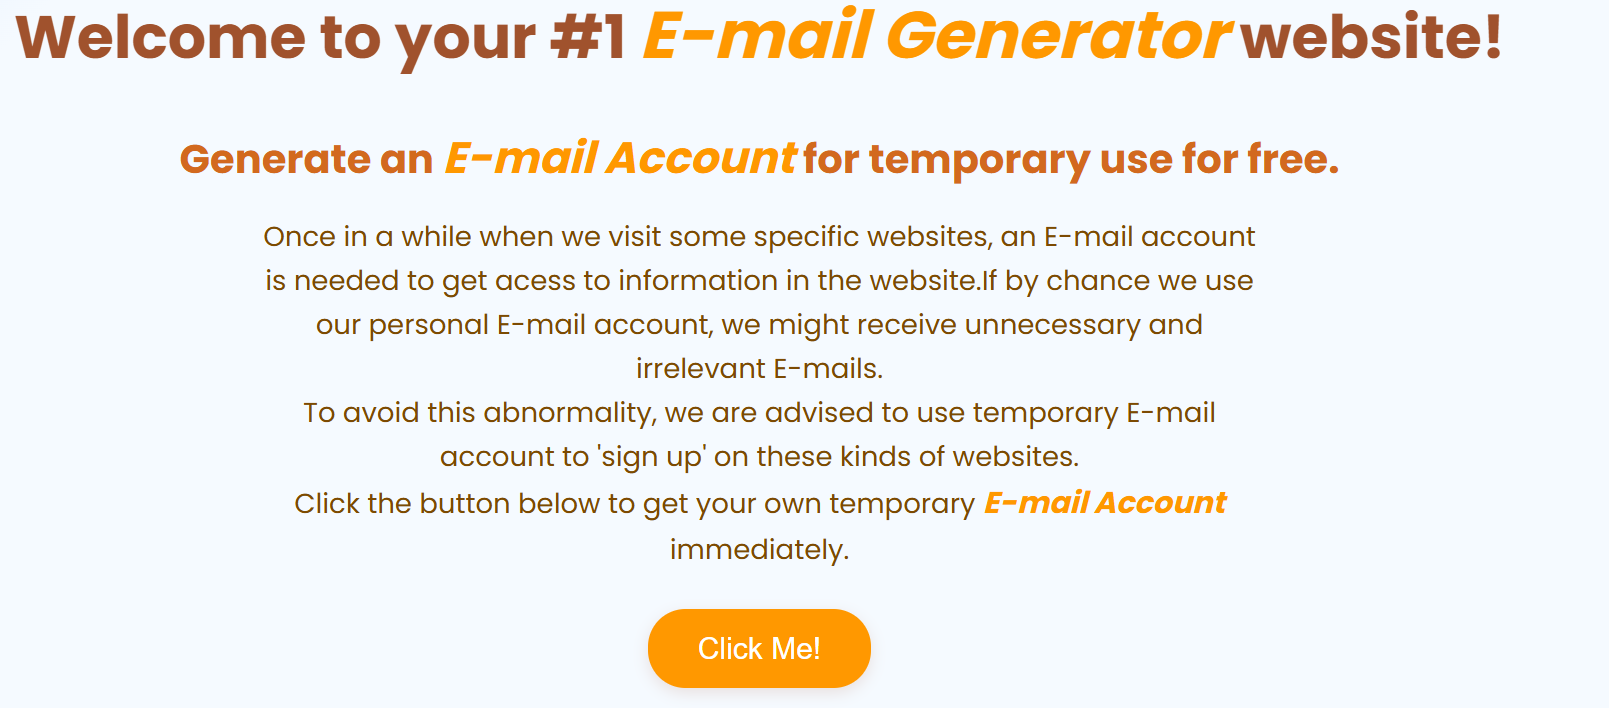 Welcome to your #1 E-mail Generator website!
Generate an E-mail Account for temporary use for free.
Once in a while when we visit some specific websites, an E-mail account
is needed to get acess to information in the website.If by chance we use
our personal E-mail account, we might receive unnecessary and
irrelevant E-mails.
To avoid this abnormality, we are advised to use temporary E-mail
account to 'sign up' on these kinds of websites.
Click the button below to get your own temporary E-mail Account
immediately.
Click Me!